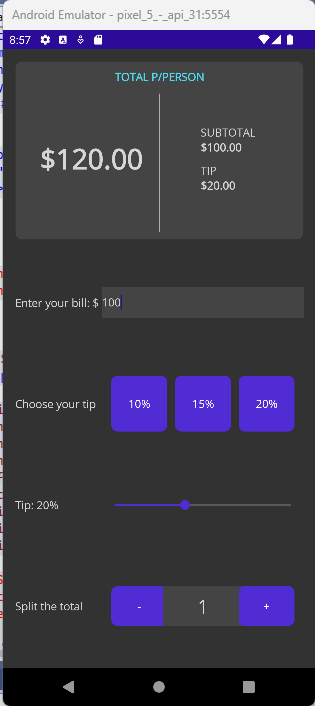 Android Emulator - pixel_5_-_api_31:5554
8:57
TOTAL P/PERSON
$120.00
SUBTOTAL
$100.00
TIP
$20.00
Enter your bill: $ 100
Choose your tip 10% 15% 20%
Tip: 20%
Split the total - 1 +